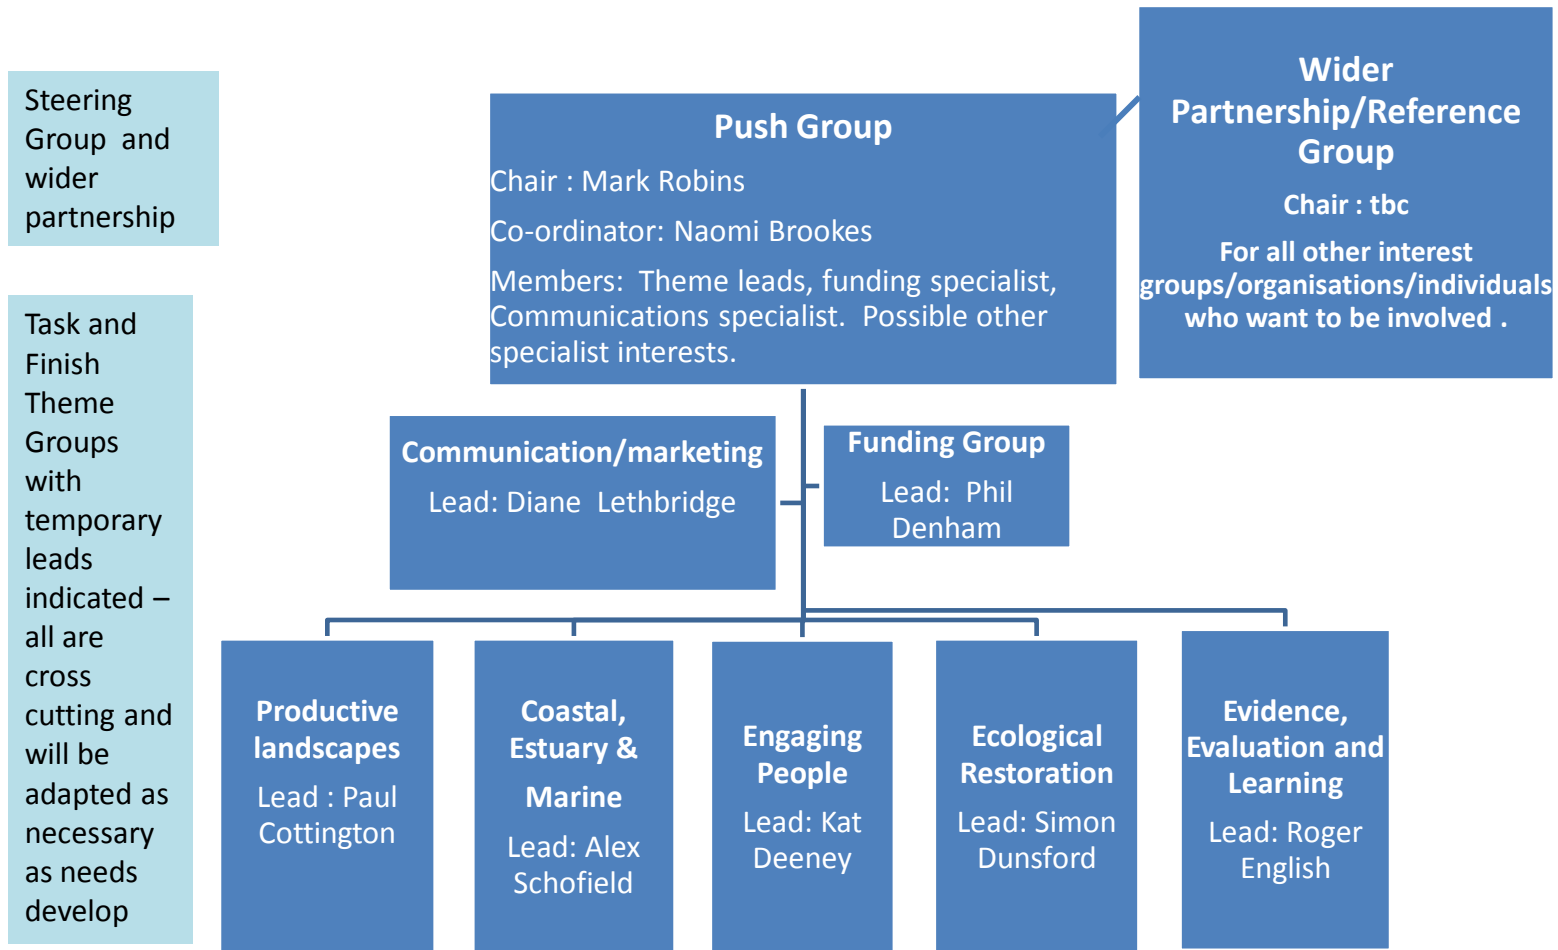 Steering
Group and
wider
partnership
Push Group
Chair : Mark Robins
Co-ordinator: Naomi Brookes
Members: Theme leads, funding specialist,
Communications specialist. Possible other
specialist interests.
Wider
Partnership/Reference
Group
Chair : tbc
For all other interest
groups/organisations/individuals
who want to be involved .
Task and
Finish
Theme
Groups
with
temporary
leads
indicated –
all are
cross
cutting and
will be
adapted as
necessary
as needs
develop
Communication/marketing
Lead: Diane Lethbridge
Funding Group
Lead: Phil
Denham
Productive
landscapes
Lead : Paul
Cottington
Coastal,
Estuary &
Marine
Lead: Alex
Schofield
Engaging
People
Lead: Kat
Deeney
Ecological
Restoration
Lead: Simon
Dunsford
Evidence,
Evaluation and
Learning
Lead: Roger
English